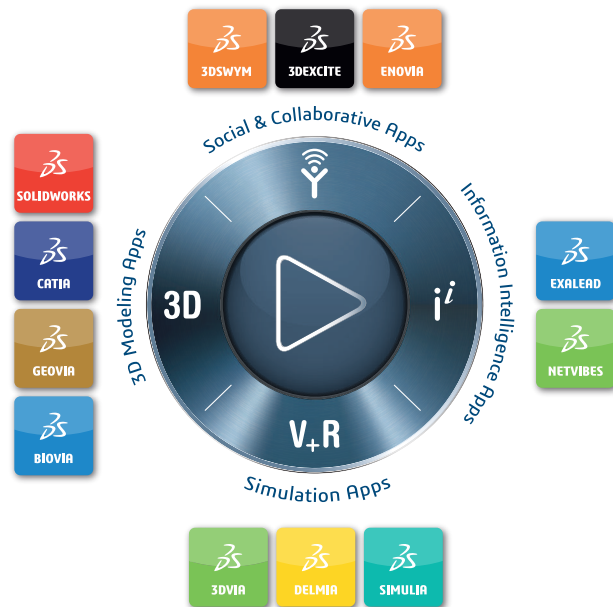 3DSWYM
3DEXCITE
ENOVIA
Social & Collaborative Apps
SOLIDWORKS
CATIA
GEOVIA
BIOVIA
3D Modeling Apps
3D
i i
Information Intelligence Apps
EXALEAD
NETVIBES
V+R
Simulation Apps
3DVIA
DELMIA
SIMULIA